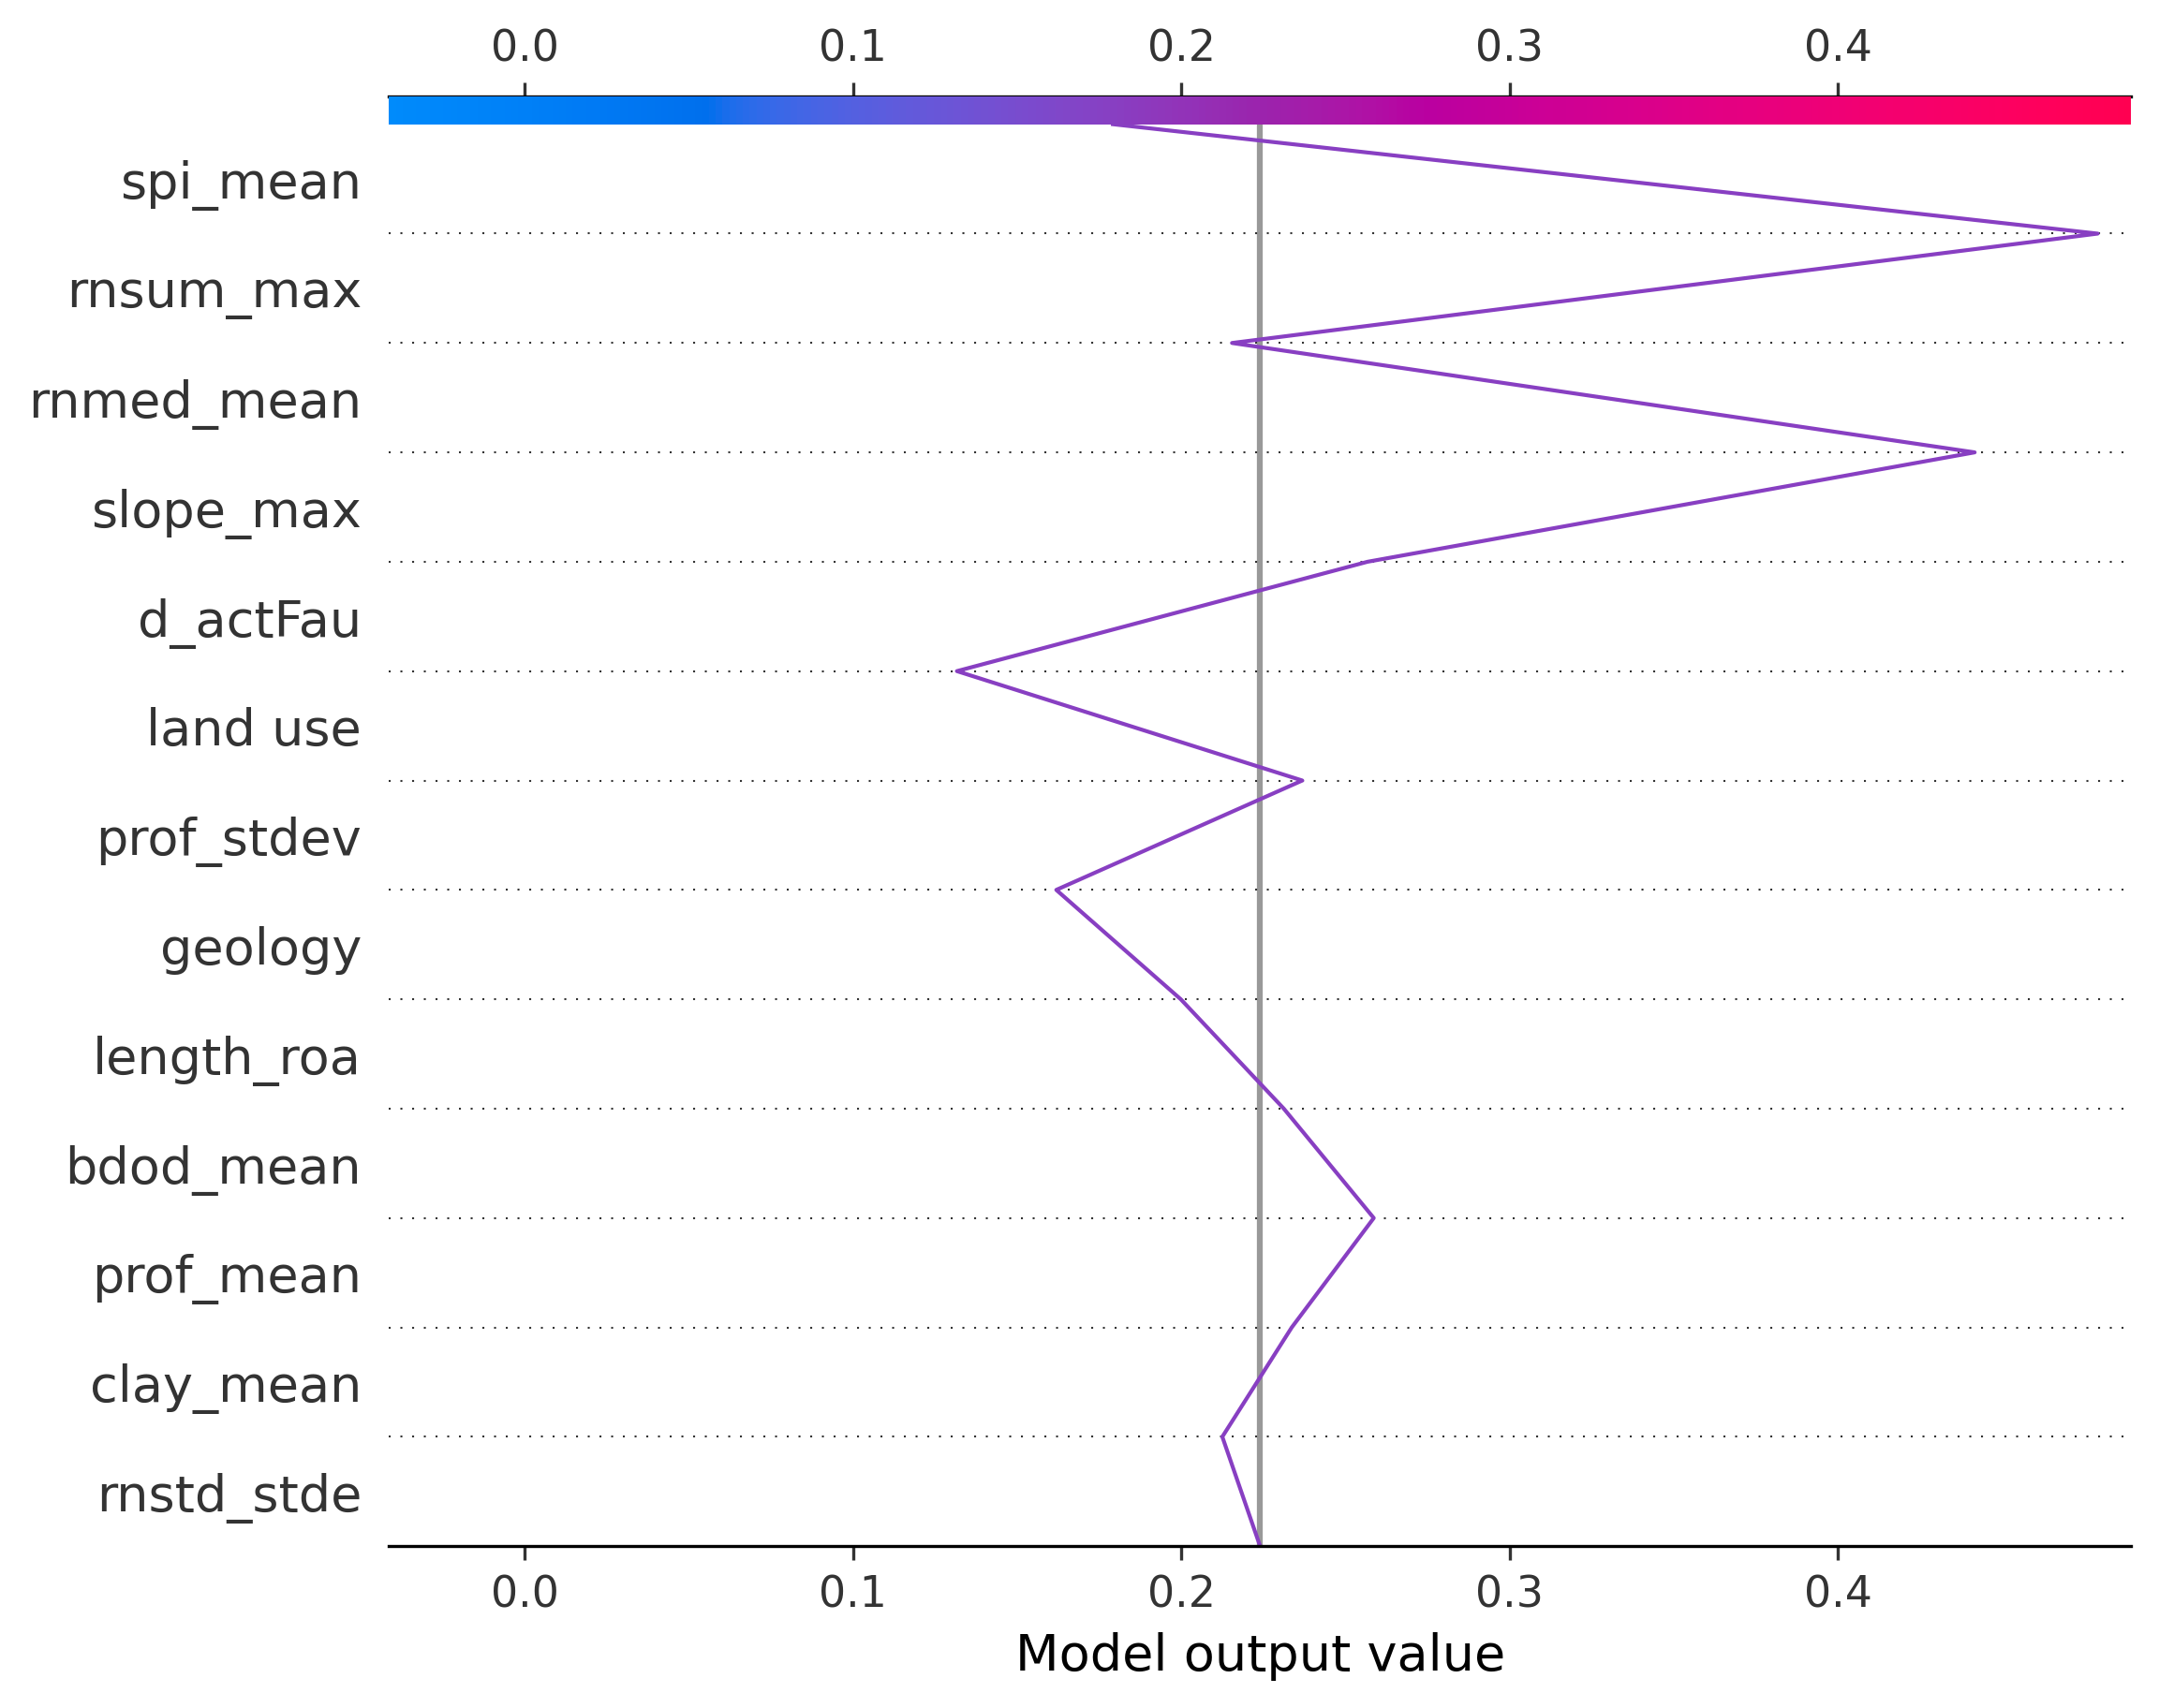 0.0 0.1 0.2 0.3 0.4
spi_mean
rnsum_max
rnmed_mean
slope_max
d_actFau
land use
prof_stdev
geology
length_roa
bdod_mean
prof_mean
clay_mean
rnstd_stde
0.0 0.1 0.2 0.3 0.4
Model output value